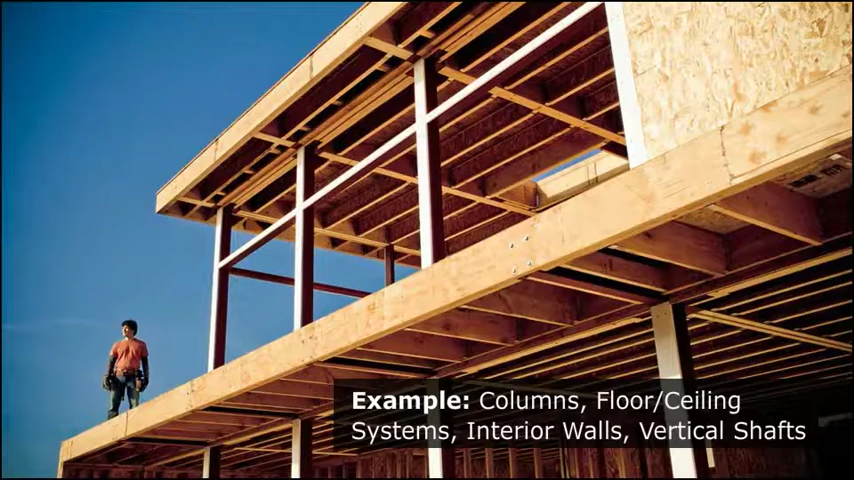 Example: Columns, Floor/Ceiling
Systems, Interior Walls, Vertical Shafts